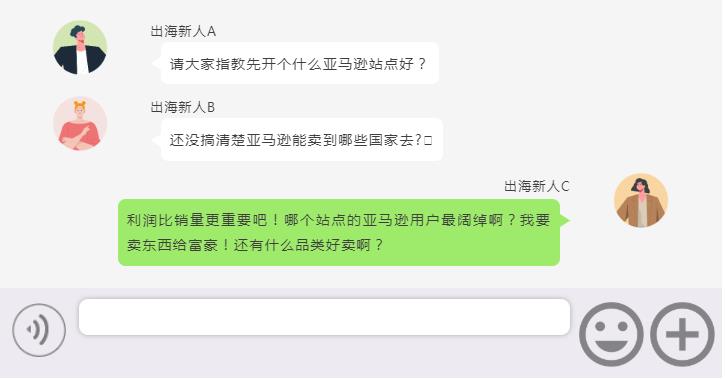 出海新人A
请大家指教先开个什么亚马逊站点好？
出海新人B
还没搞清楚亚马逊能卖到哪些国家去?
出海新人C
利润比销量更重要吧！哪个站点的亚马逊用户最阔绰啊？我要
卖东西给富豪！还有什么品类好卖啊？